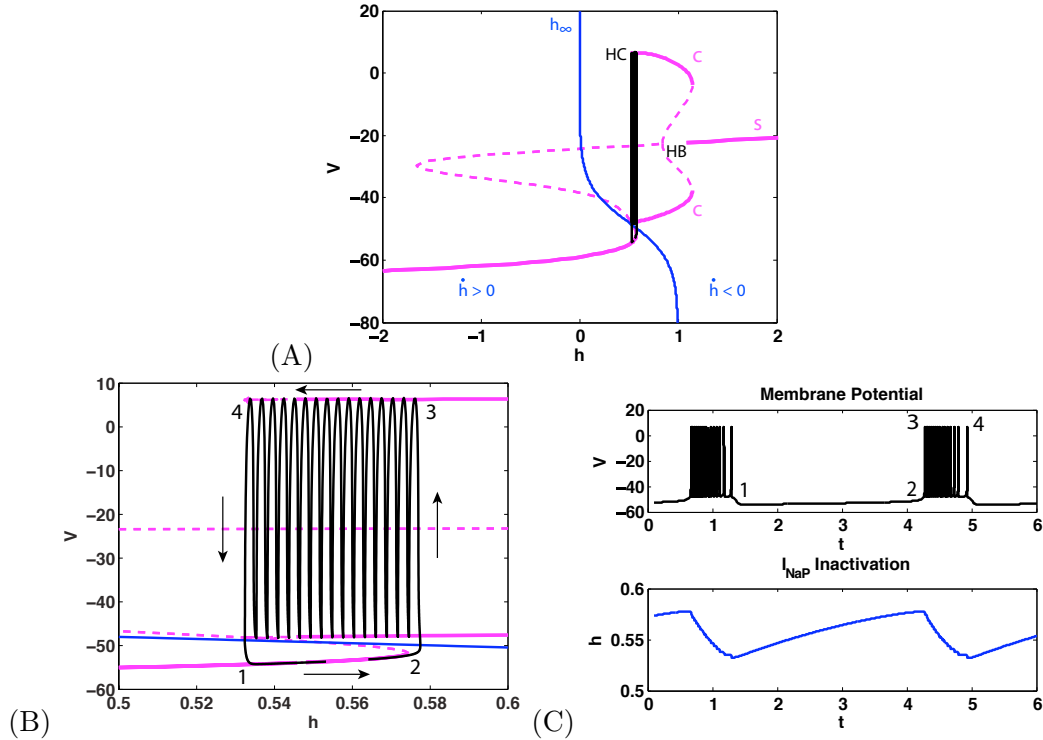 20
0
−20
−40
−60
−80
V
−2
−1
0
1
2
h
h∞
HC
C
S
HB
C
ḣ > 0
ḣ < 0
(A)
10
0
−10
−20
−30
−40
−50
−60
V
0.5
0.52
0.54
0.56
0.58
0.6
h
4
3
1
2
(B)
Membrane Potential
20
0
−20
−40
−60
V
3
4
1
2
0
1
2
3
4
5
6
t
I_NaP Inactivation
0.6
0.55
0.5
h
0
1
2
3
4
5
6
t
(C)